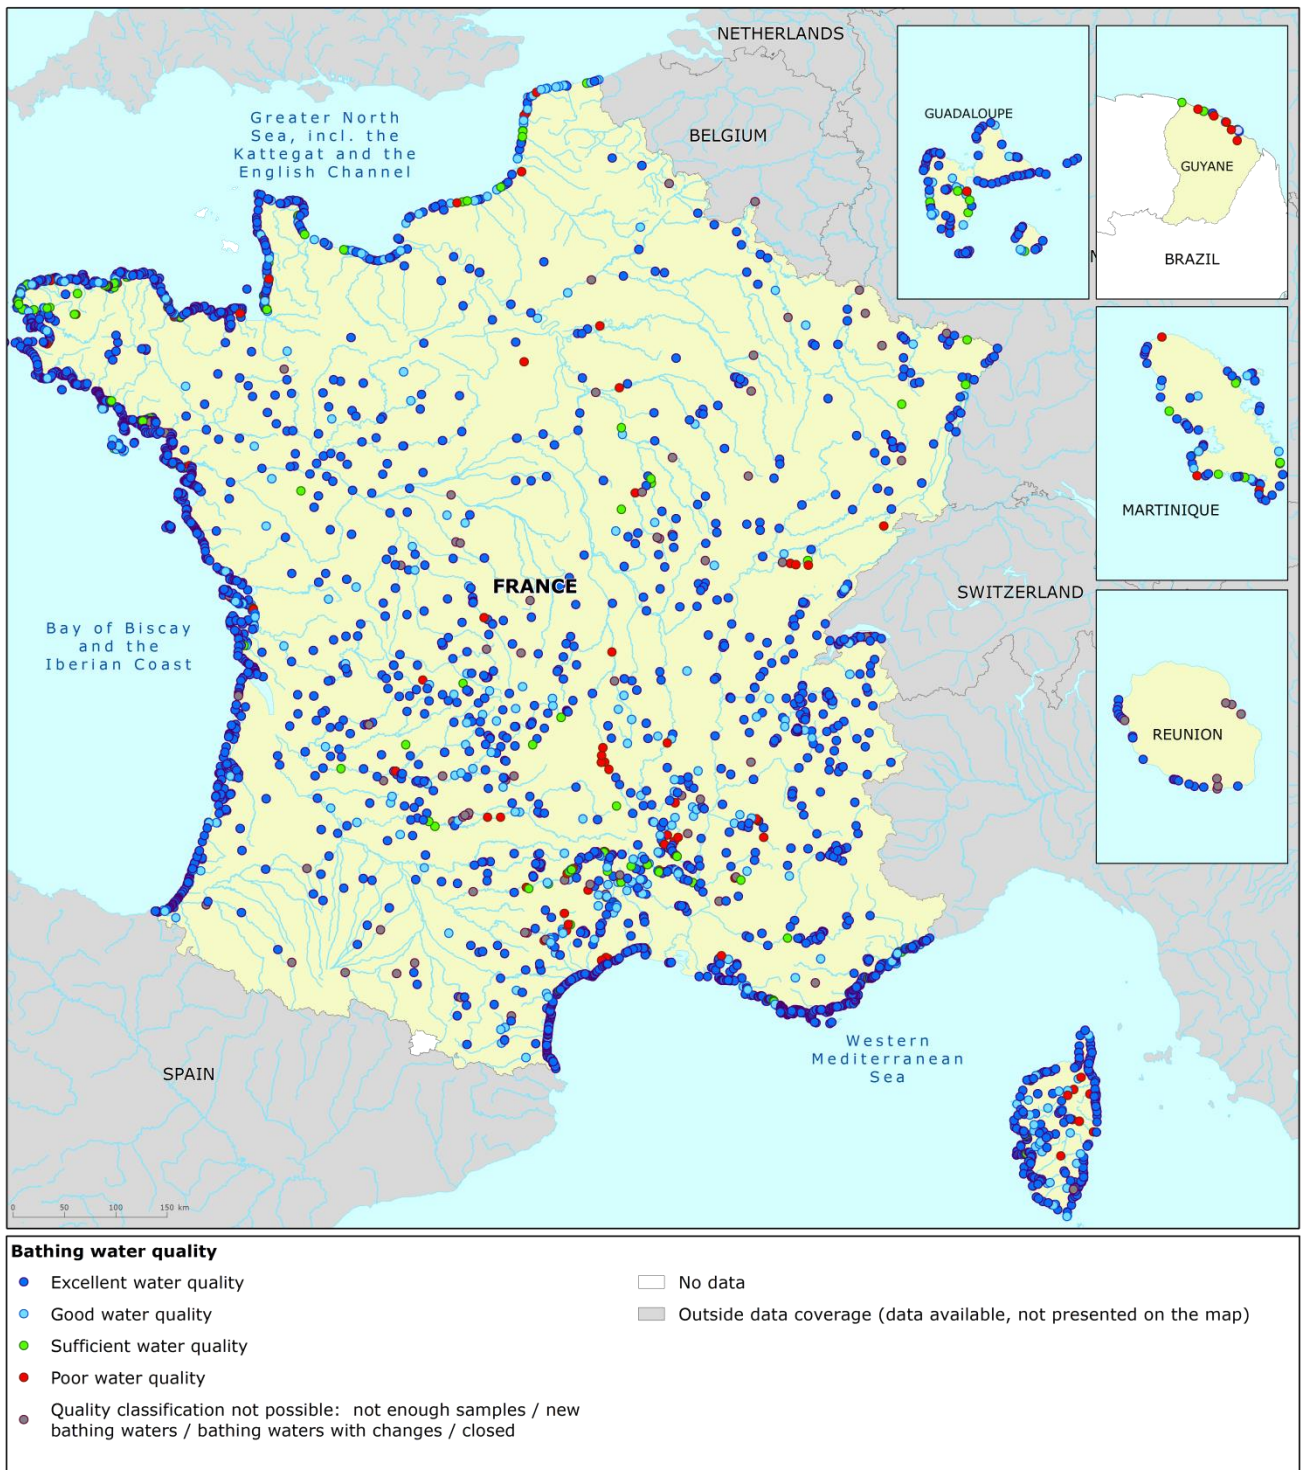 NETHERLANDS
Greater North
Sea, incl. the
Kattegat and the
English Channel
BELGIUM
GUADALOUPE
GUYANE
BRAZIL
MARTINIQUE
FRANCE
SWITZERLAND
Bay of Biscay
and the
Iberian Coast
REUNION
Western
Mediterranean
Sea
SPAIN
0 50 100 150 km
Bathing water quality
Excellent water quality
Good water quality
Sufficient water quality
Poor water quality
Quality classification not possible: not enough samples / new
bathing waters / bathing waters with changes / closed
No data
Outside data coverage (data available, not presented on the map)